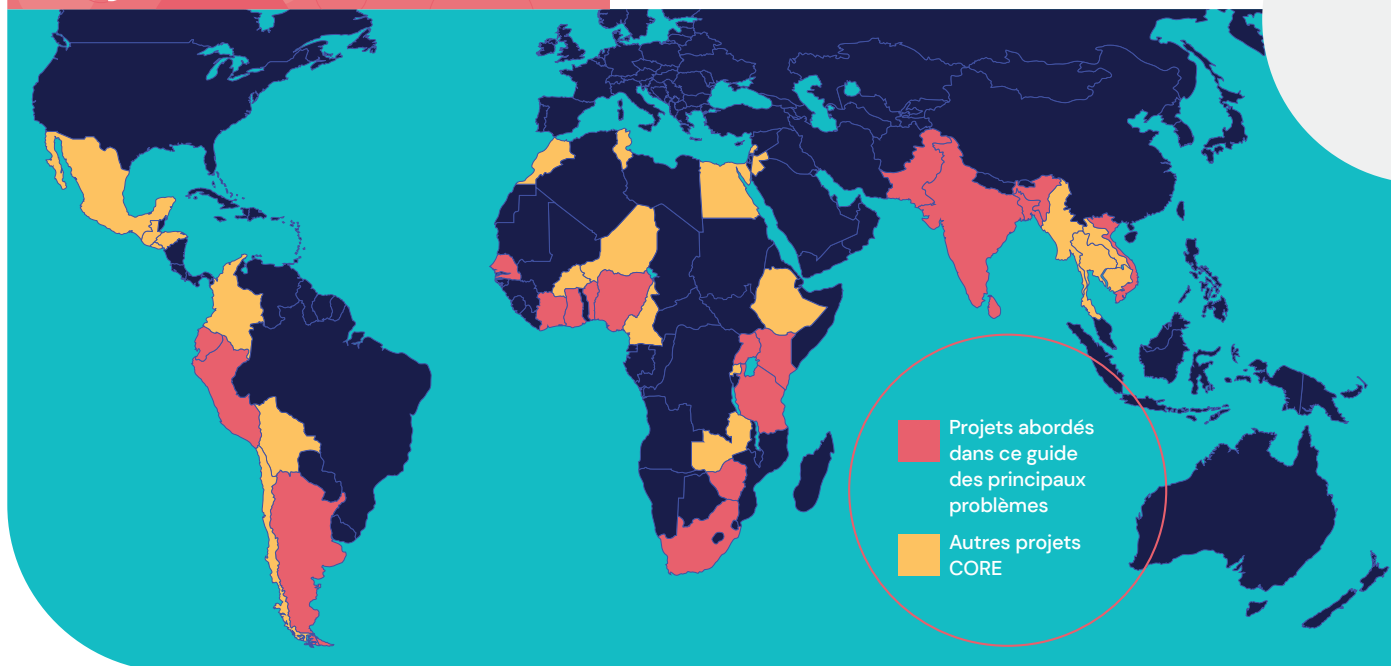 Projets abordés
dans ce guide
des principaux
problèmes
Autres projets
CORE